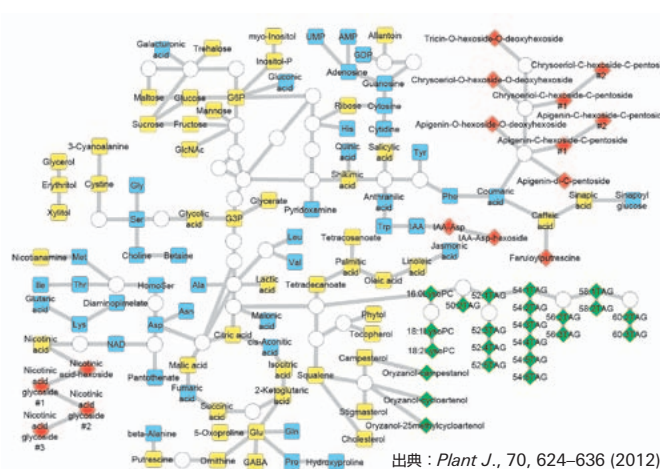 myo-Inositol
UMP
AMP
Allantoin
Tricin-O-hexoside-O-deoxyhexoside
Galacturonic acid
Trehalose
GDP
Inositol-P
Adenosine
Chrysoeriol-C-hexoside-C-pentoside
#2
Gluconic acid
Guanosine
Chrysoeriol-O-hexoside-O-deoxyhexoside
Maltose
Glucose
G6P
Chrysoeriol-C-hexoside-C-pentoside
#1
Mannose
Ribose
Cytosine
Apigenin-C-hexoside-C-pentoside
#2
Sucrose
Fructose
His
Cytidine
Apigenin-O-hexoside-O-deoxyhexoside
3-Cyanoalanine
GlcNAc
Quinic acid
Salicylic acid
Apigenin-C-hexoside-C-pentoside
#1
Tyr
Glycerol
Shikimic acid
Apigenin-di-C-pentoside
Erythritol
Cystine
Gly
Anthranilic acid
Phe
Coumaric acid
Sinapic acid
Sinapoyl glucose
Xylitol
Ser
Glycolic acid
G3P
Glycerate
Pyridoxamine
Caffeic acid
Trp
IAA
IAA-Asp
Choline
Betaine
Leu
Tetracosanoate
IAA-Asp-hexoside
Jasmonic acid
Feruloylputrescine
Nicotianamine
Met
Val
Palmitic acid
Linoleic acid
Ile
Thr
HomoSer
Ala
Lactic acid
Oleic acid
Tetradecanoate
Glutaric acid
Diaminopimelate
Asn
Malonic acid
Phytol
Lys
Asp
Citric acid
Tocopherol
Nicotinic acid
NAD
cis-Aconitic acid
Campesterol
Malic acid
Isocitric acid
Nicotinic acid-hexoside
Pantothenate
Fumaric acid
Squalene
Oryzanol-campestanol
Nicotinic acid glycoside #1
2-Ketoglutaric acid
Nicotinic acid glycoside #2
Succinic acid
Stigmasterol
Oryzanol-cycloartenol
Nicotinic acid glycoside #3
Oryzanol-25methylcycloartenol
beta-Alanine
5-Oxoproline
Glu
Gln
Cholesterol
Putrescine
Ornithine
GABA
Pro
Hydroxyproline
出典：Plant J., 70, 624–636 (2012)